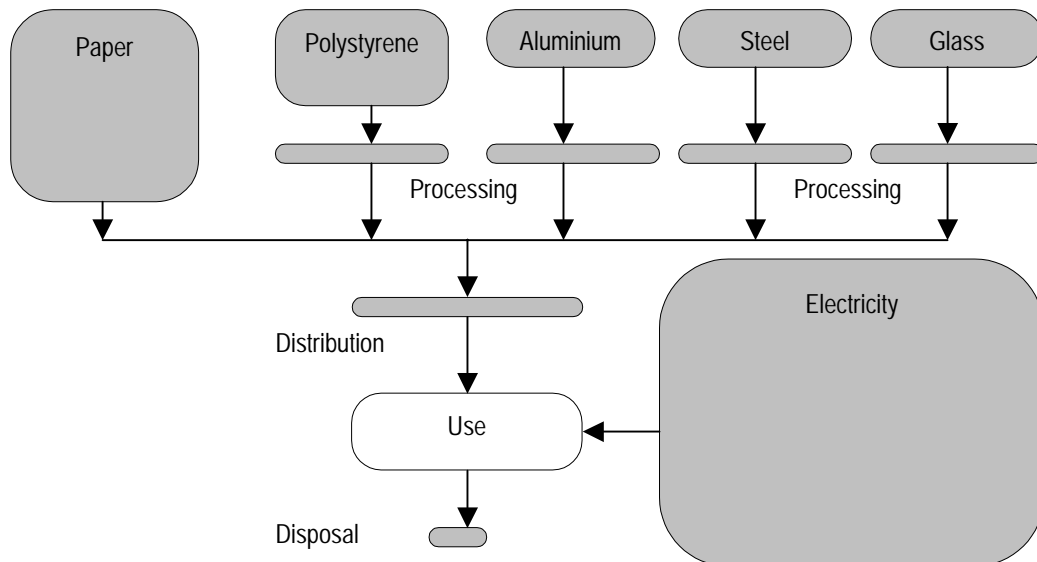 Paper
Polystyrene
Aluminium
Steel
Glass
Processing
Processing
Electricity
Distribution
Use
Disposal